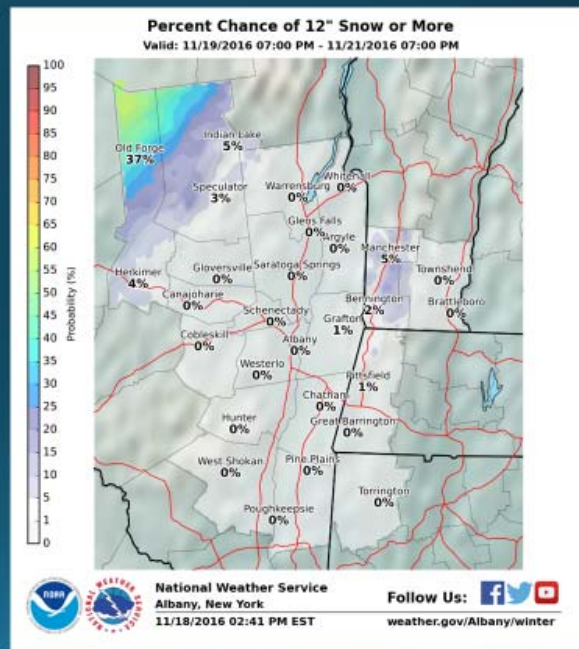 Percent Chance of 12" Snow or More
Valid: 11/19/2016 07:00 PM - 11/21/2016 07:00 PM
100
95
90
85
80
75
70
65
60
55
50
45
40
35
30
25
20
15
10
5
1
0
Probability (%)
Old Forge
37%
Indian Lake
5%
Speculator
3%
Warrensburg
0%
Whitehall
0%
Glens Falls
0%
Argyle
0%
Manchester
5%
Townshend
0%
Herkimer
4%
Gloversville
0%
Saratoga Springs
0%
Canajoharie
0%
Bennington
2%
Brattleboro
0%
Schenectady
0%
Grafton
1%
Cobleskill
0%
Albany
0%
Westerlo
0%
Pittsfield
1%
Chatham
0%
Hunter
0%
Great Barrington
0%
West Shokan
0%
Pine Plains
0%
Torrington
0%
Poughkeepsie
0%
NOAA
NATIONAL WEATHER SERVICE
National Weather Service
Albany, New York
11/18/2016 02:41 PM EST
Follow Us:
weather.gov/Albany/winter